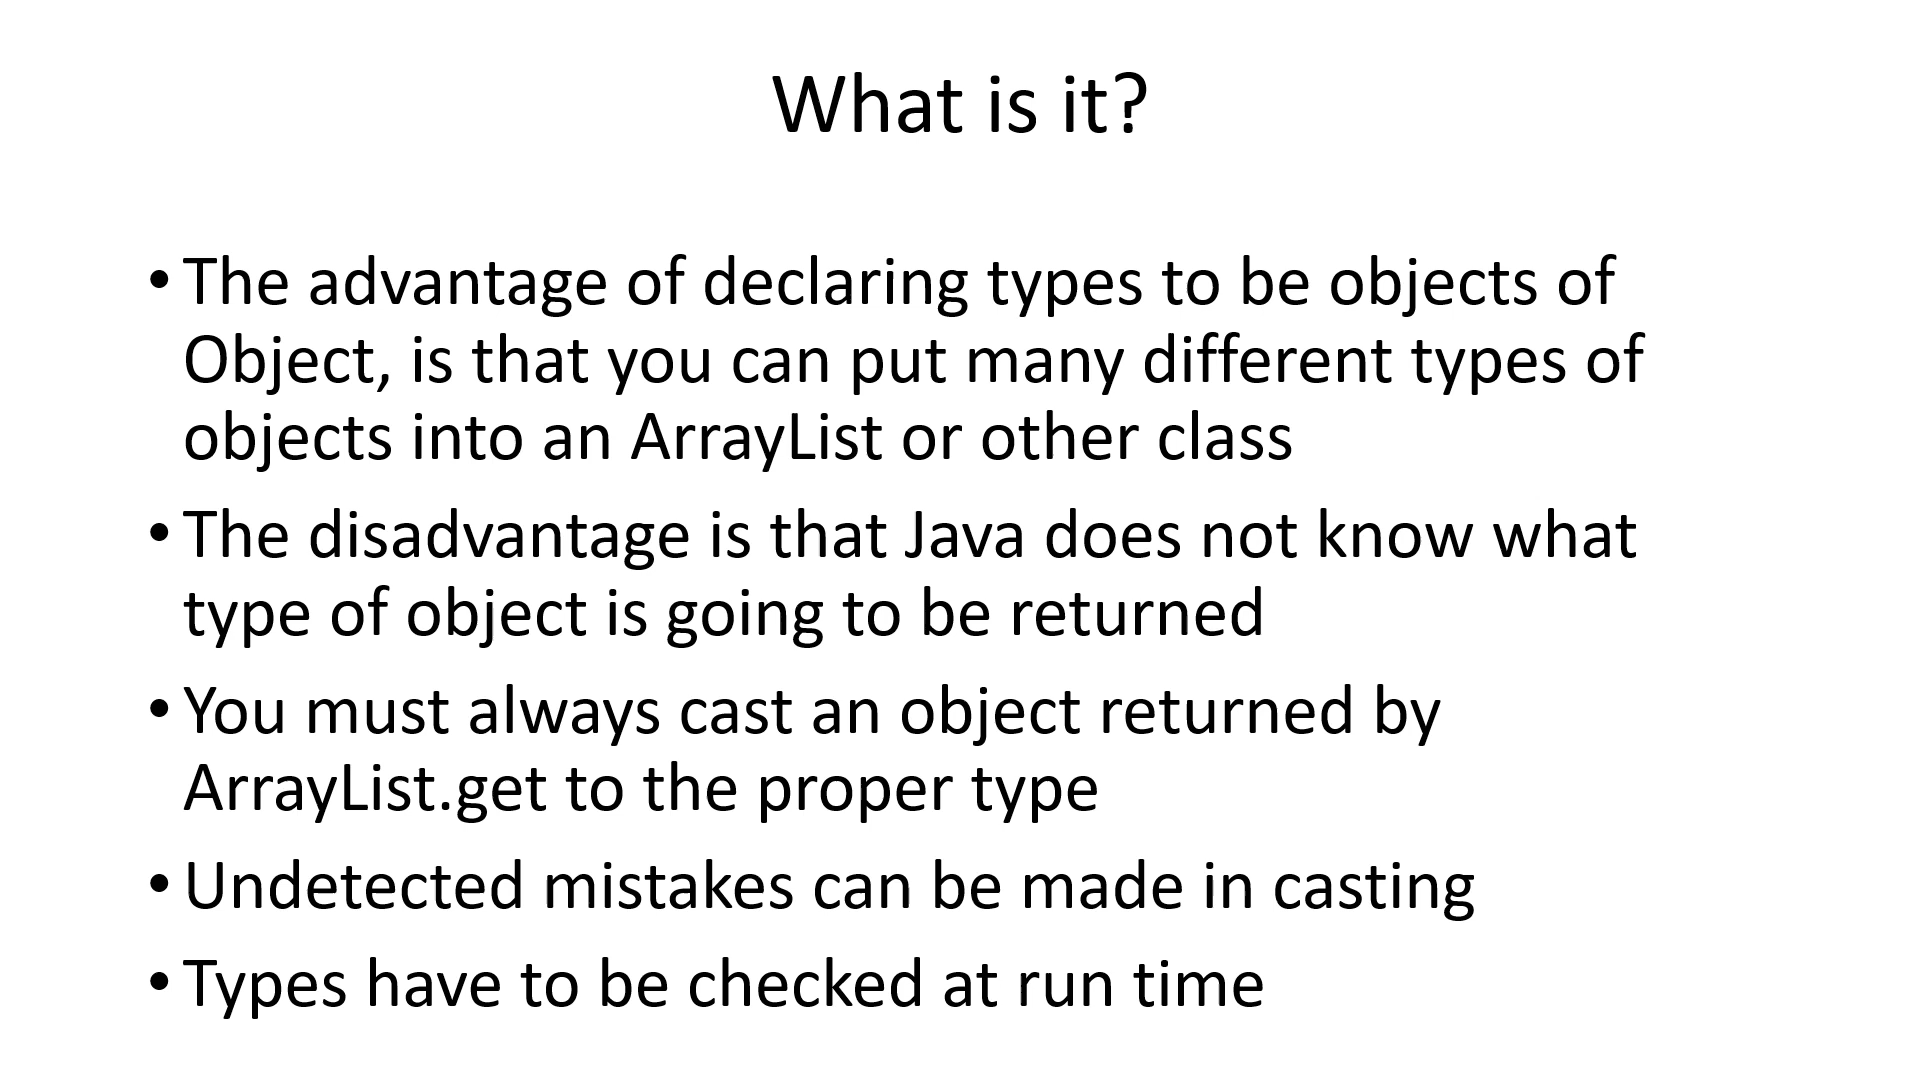 What is it?
• The advantage of declaring types to be objects of
Object, is that you can put many different types of
objects into an ArrayList or other class
• The disadvantage is that Java does not know what
type of object is going to be returned
• You must always cast an object returned by
ArrayList.get to the proper type
• Undetected mistakes can be made in casting
• Types have to be checked at run time